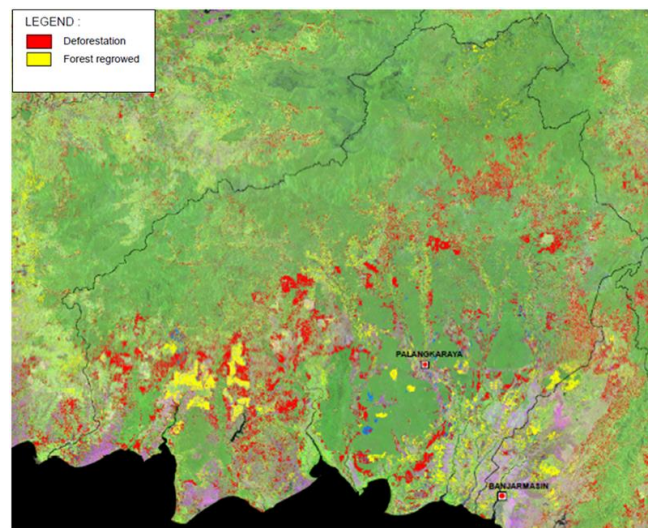 LEGEND :
Deforestation
Forest regrowed
PALANGKARAYA
BANJARMASIN